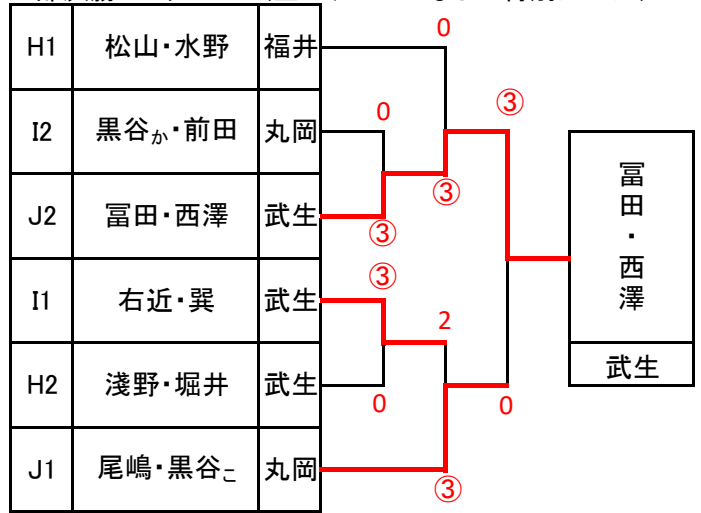 H1 松山・水野 福井
0
I2 黒谷か・前田 丸岡
0
③
J2 冨田・西澤 武生
③
③
I1 右近・巽 武生
③
2
H2 淺野・堀井 武生
0
0
J1 尾嶋・黒谷こ 丸岡
③
冨田・西澤
武生